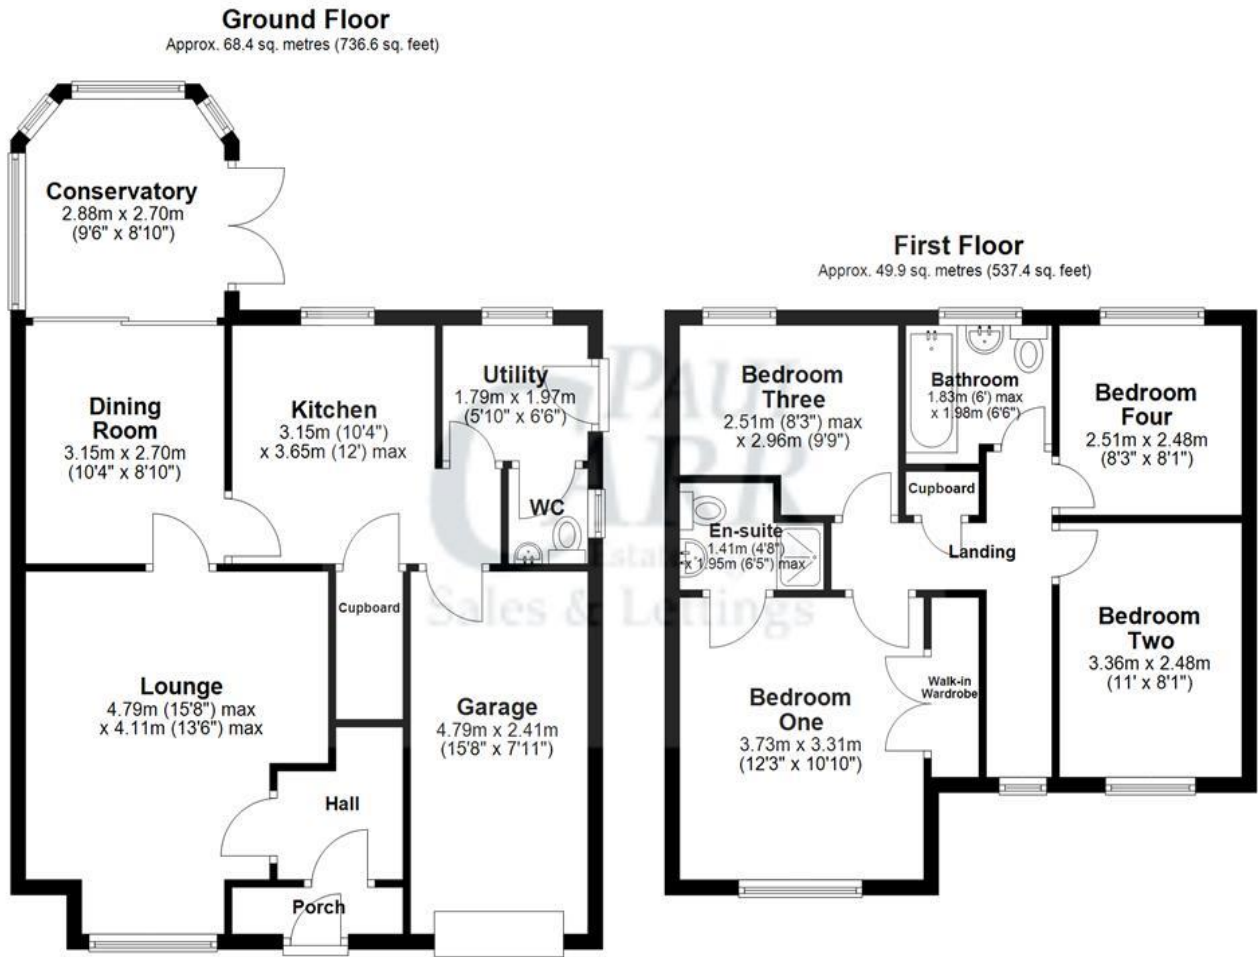 Ground Floor
Approx. 68.4 sq. metres (736.6 sq. feet)
Conservatory
2.88m x 2.70m
(9'6" x 8'10")
Dining
Room
3.15m x 2.70m
(10'4" x 8'10")
Kitchen
3.15m (10'4")
x 3.65m (12') max
Utility
1.79m x 1.97m
(5'10" x 6'6")
WC
Cupboard
Lounge
4.79m (15'8") max
x 4.11m (13'6") max
Garage
4.79m x 2.41m
(15'8" x 7'11")
Hall
Porch
First Floor
Approx. 49.9 sq. metres (537.4 sq. feet)
Bedroom
Three
2.51m (8'3") max
x 2.96m (9'9")
Bathroom
1.83m (6') max
x 1.98m (6'6")
Bedroom
Four
2.51m x 2.48m
(8'3" x 8'1")
Cupboard
En-suite
1.41m (4'8")
x 1.95m (6'5") max
Landing
Bedroom
Two
3.36m x 2.48m
(11' x 8'1")
Bedroom
One
3.73m x 3.31m
(12'3" x 10'10")
Walk-in
Wardrobe
PAUL
CARR
Estate
Sales & Lettings